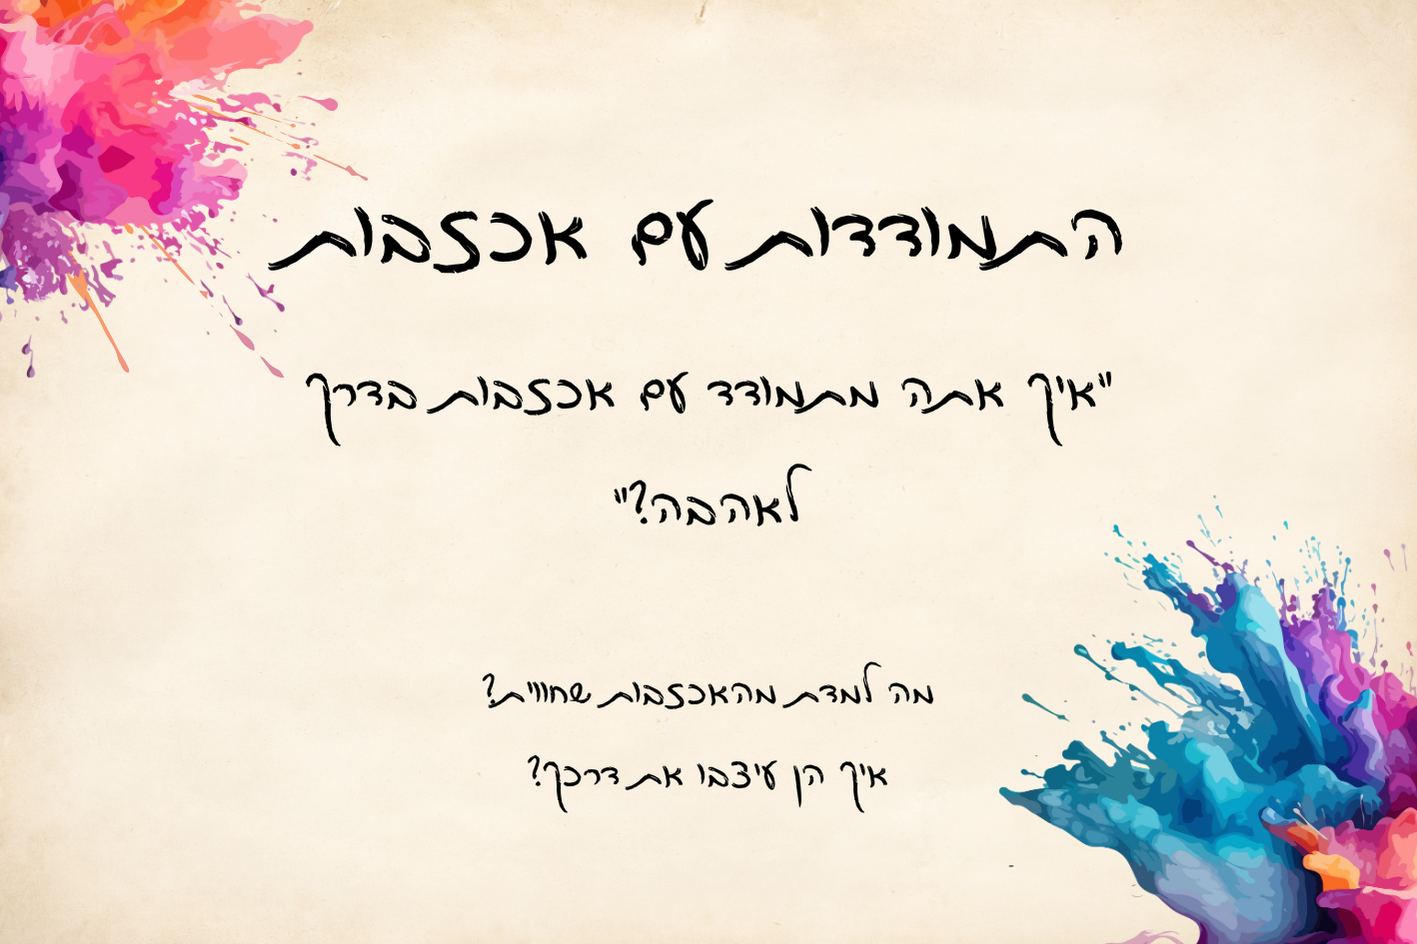 התמודדות עם אכזבות
"איך אתה מתמודד עם אכזבות בדרך
לאהבה?"
מה למדת מהאכזבות שחווית?
איך הן עיצבו את דרכך?